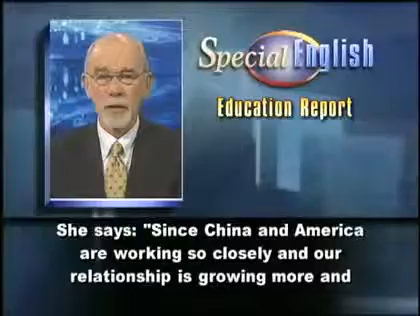 Special English
Education Report
She says: "Since China and America
are working so closely and our
relationship is growing more and